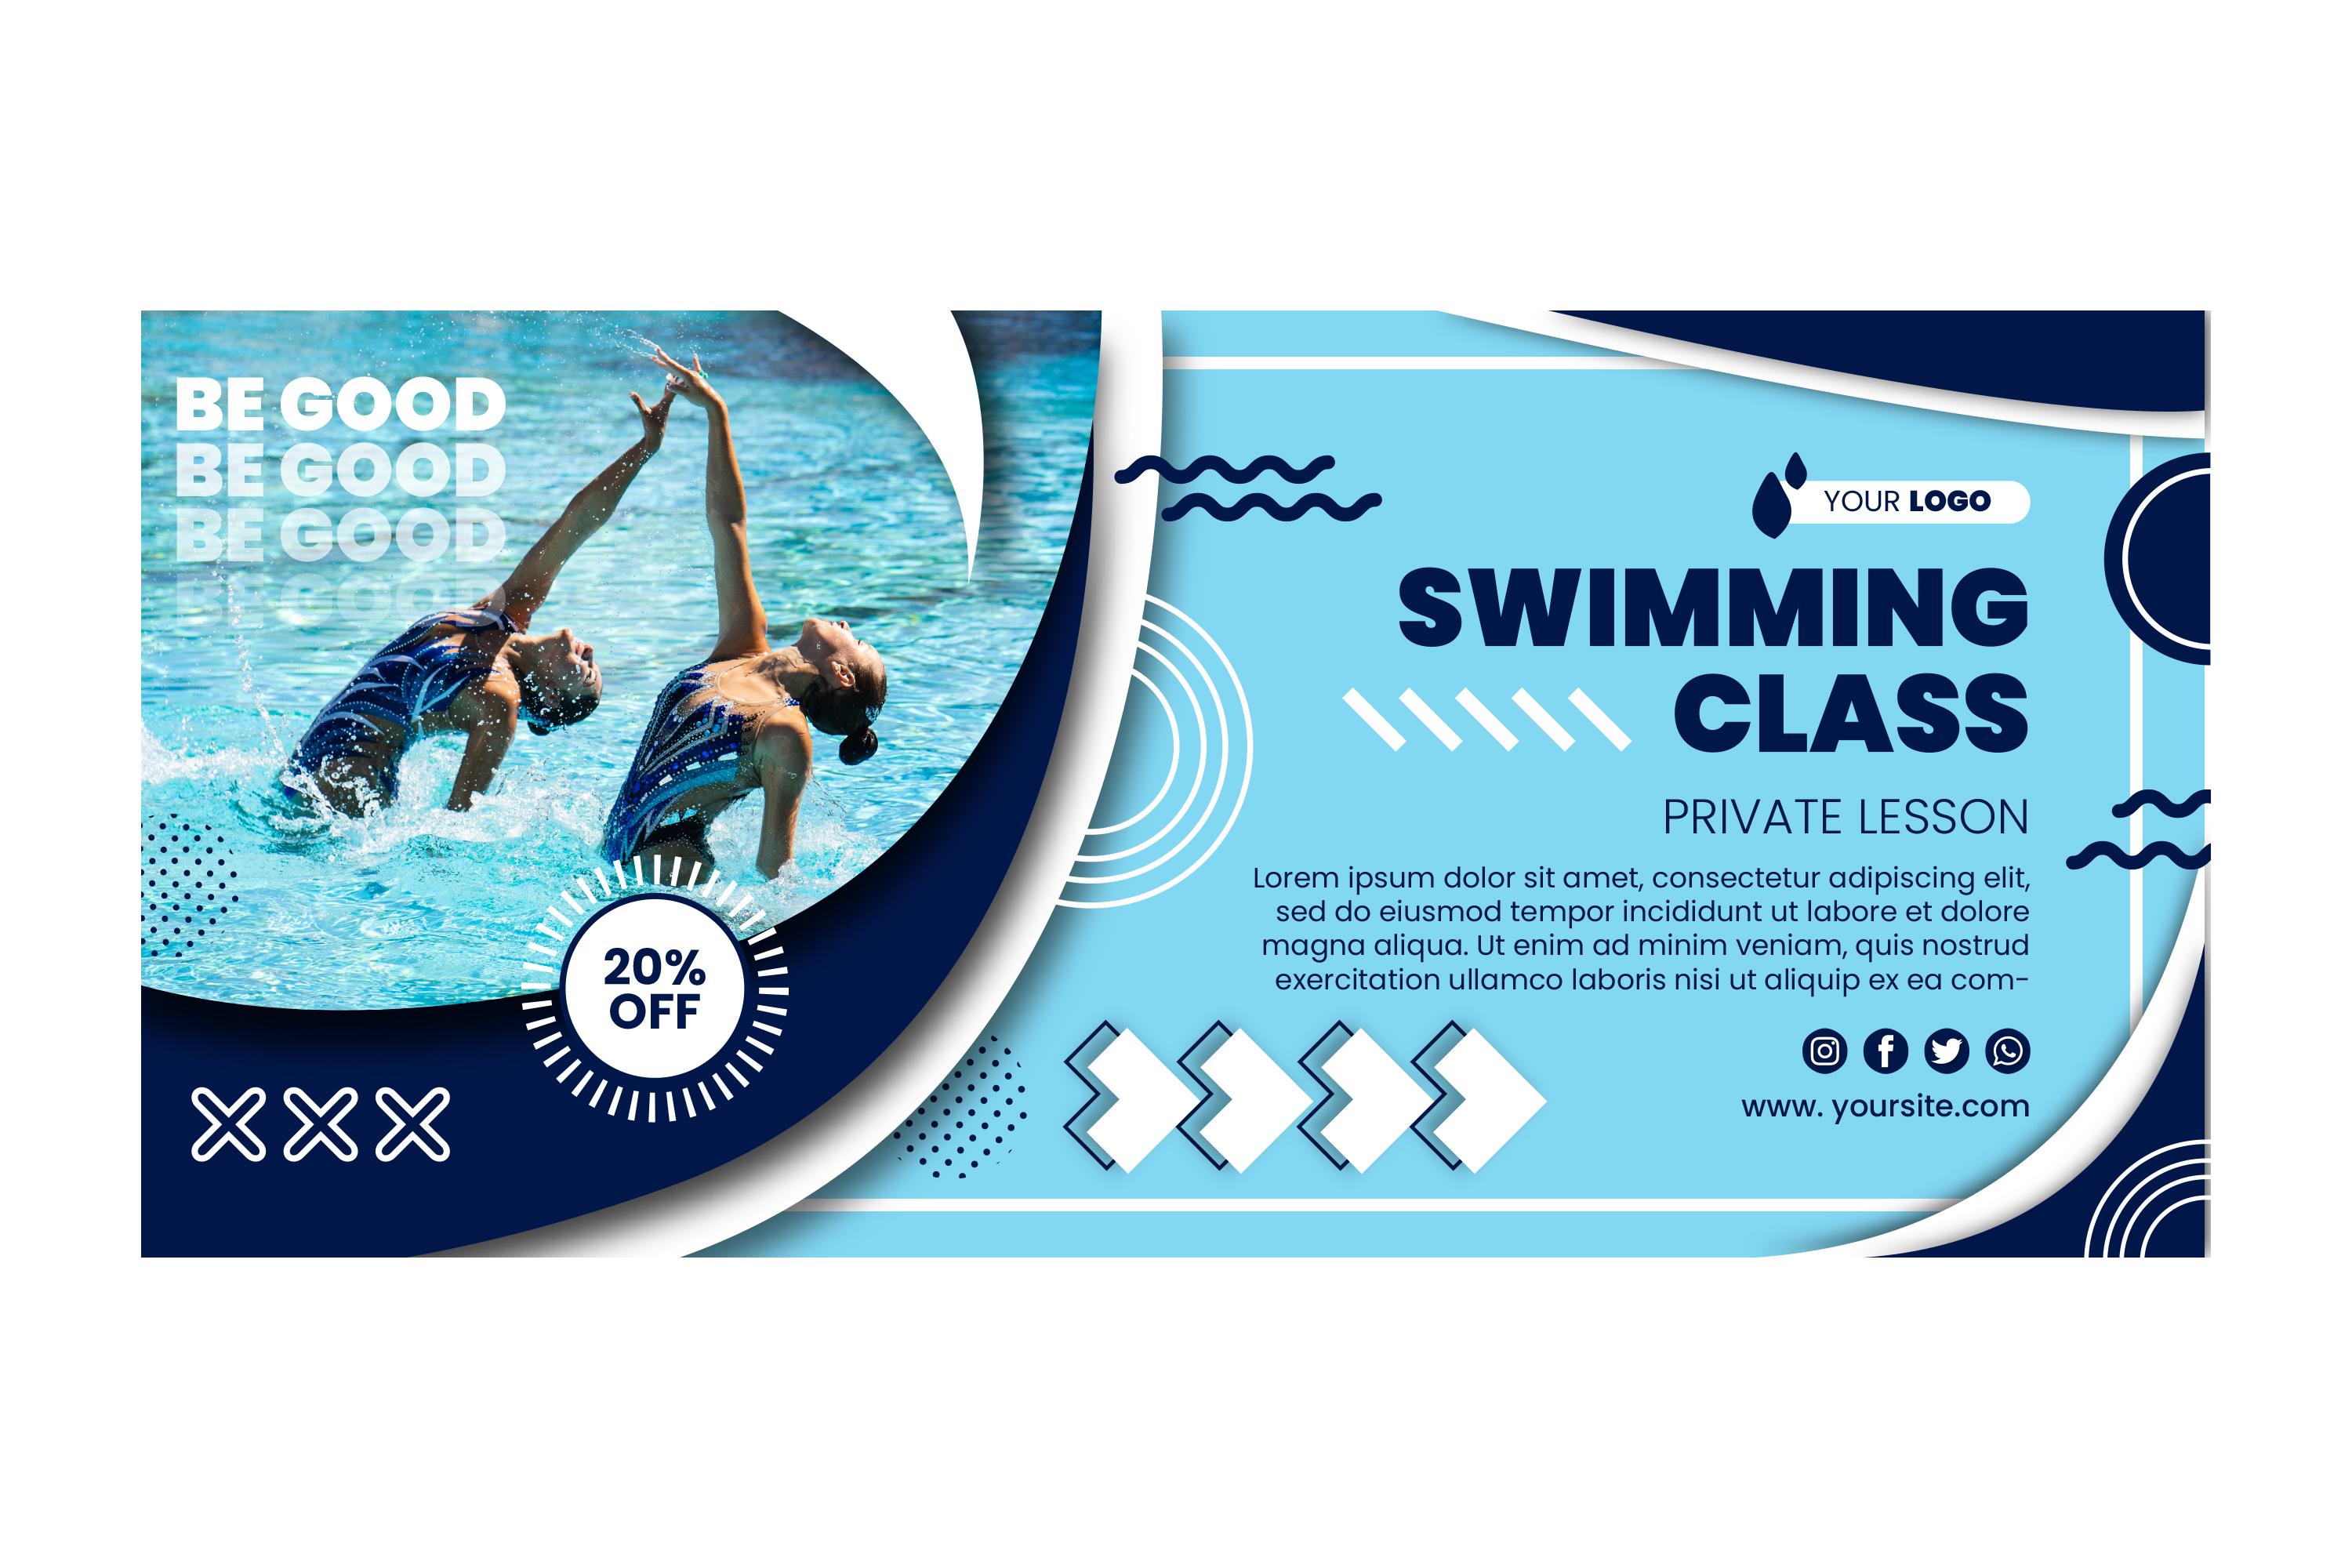 BE GOOD
BE GOOD
BE GOOD
BE GOOD
20%
OFF
YOUR LOGO
SWIMMING
CLASS
PRIVATE LESSON
Lorem ipsum dolor sit amet, consectetur adipiscing elit,
sed do eiusmod tempor incididunt ut labore et dolore
magna aliqua. Ut enim ad minim veniam, quis nostrud
exercitation ullamco laboris nisi ut aliquip ex ea com-
www. yoursite.com